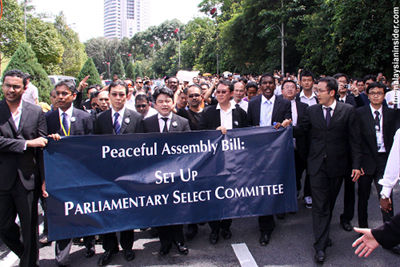 Peaceful Assembly Bill:
SET UP
PARLIAMENTARY SELECT COMMITTEE
themalaysianinsider.com